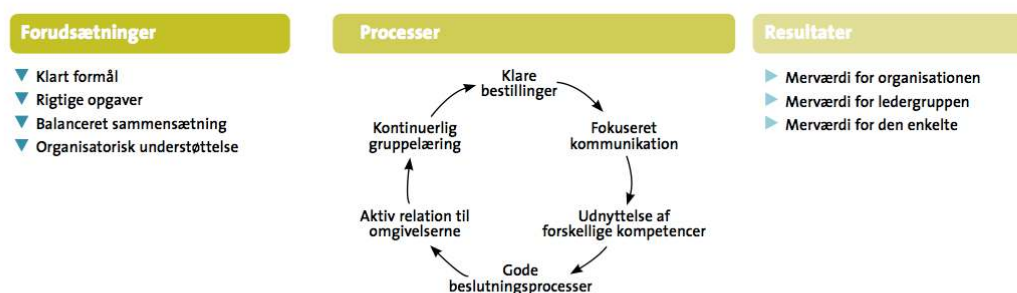 Forudsætninger
Klart formål
Rigtige opgaver
Balanceret sammensætning
Organisatorisk understøttelse
Processer
Klare
bestillinger
Fokuseret
kommunikation
Udnyttelse af
forskellige kompetencer
Gode
beslutningsprocesser
Aktiv relation til
omgivelserne
Kontinuerlig
gruppelæring
Resultater
Merværdi for organisationen
Merværdi for ledergruppen
Merværdi for den enkelte